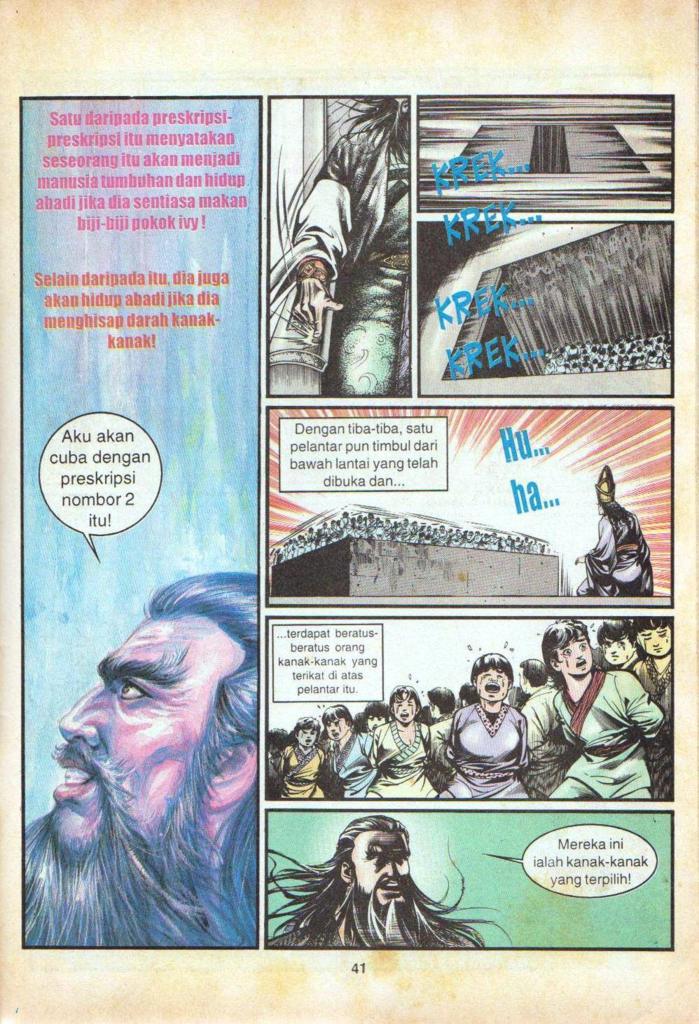 Satu daripada preskripsi-
preskripsi itu menyatakan
seseorang itu akan menjadi
manusia tumbuhan dan hidup
abadi jika dia sentiasa makan
biji-biji pokok ivy !
Selain daripada itu, dia juga
akan hidup abadi jika dia
menghisap darah kanak-
kanak!
Aku akan
cuba dengan
preskripsi
nombor 2
itu!
KREK...
KREK...
KREK...
KREK...
Dengan tiba-tiba, satu
pelantar pun timbul dari
bawah lantai yang telah
dibuka dan...
Hu...
ha...
...terdapat beratus-
beratus orang
kanak-kanak yang
terikat di atas
pelantar itu.
Mereka ini
ialah kanak-kanak
yang terpilih!
41